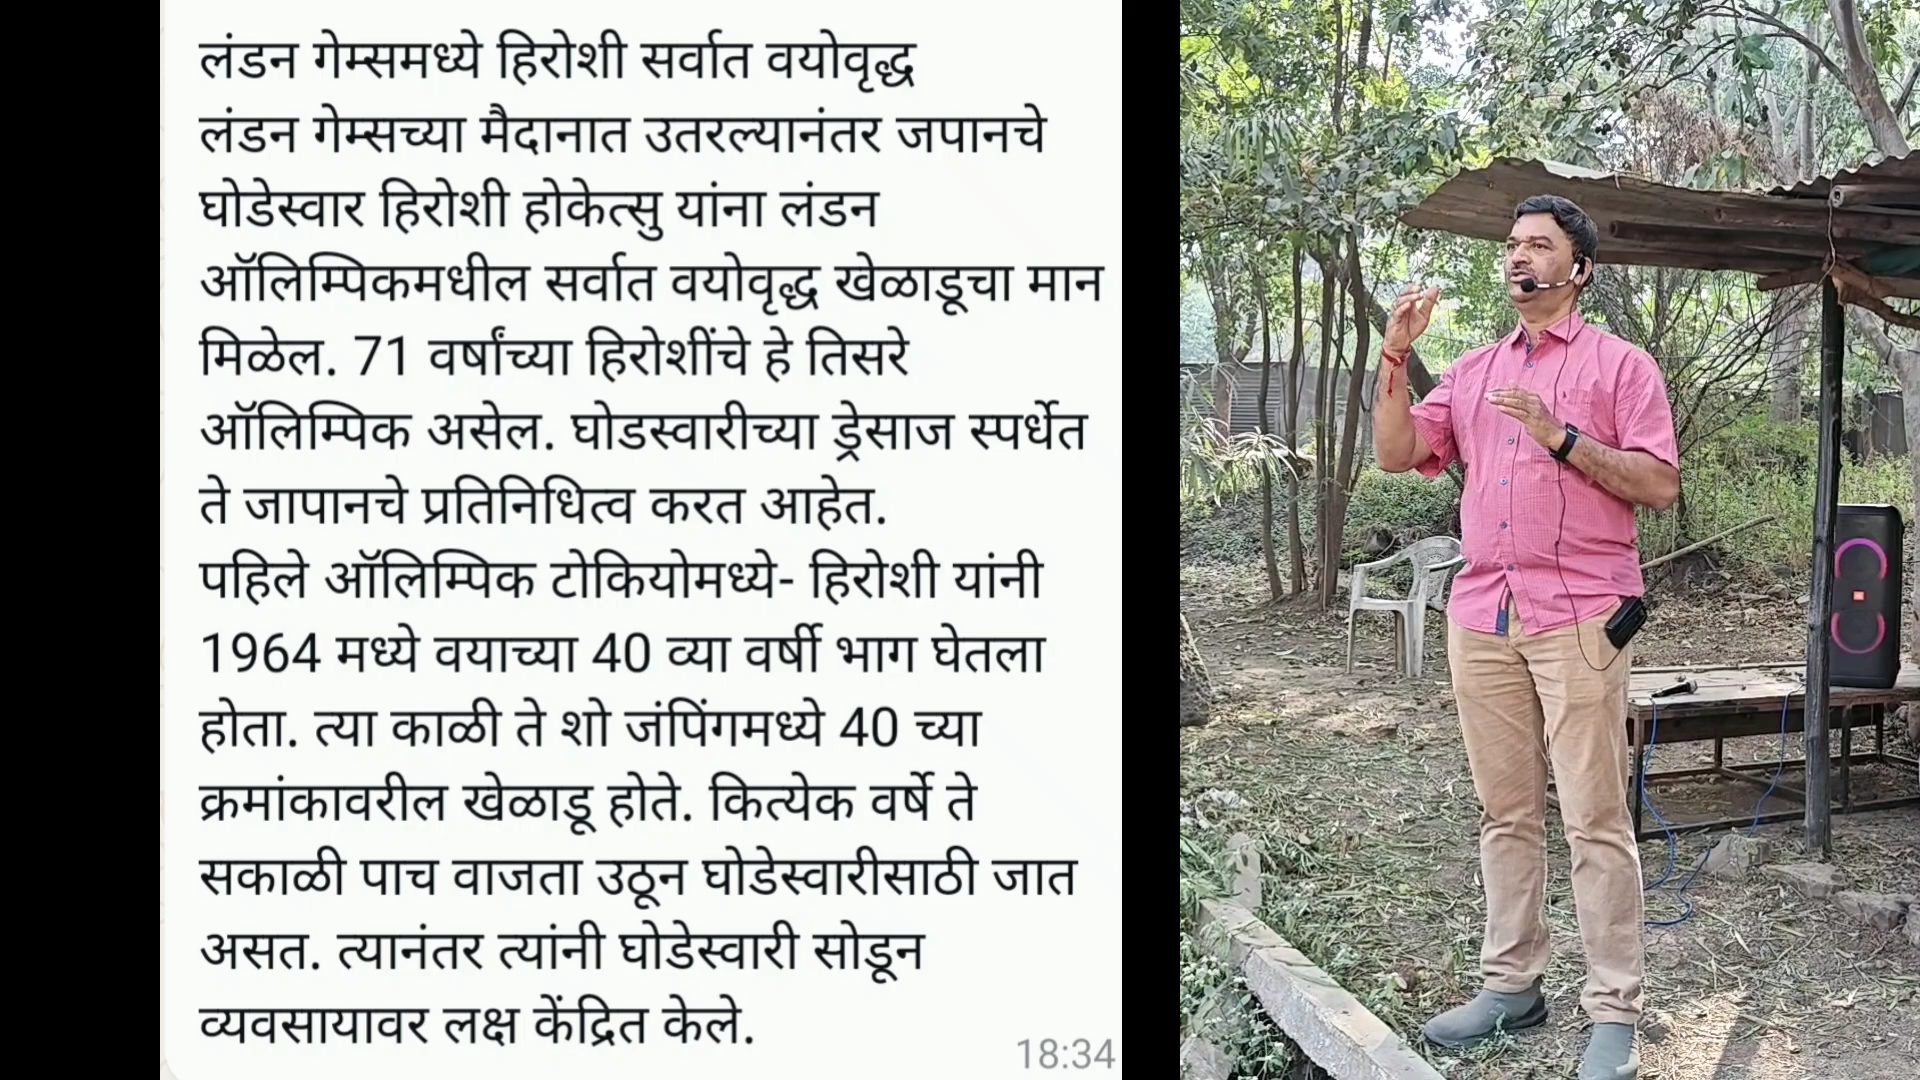 लंडन गेम्समध्ये हिरोशी सर्वात वयोवृद्ध
लंडन गेम्सच्या मैदानात उतरल्यानंतर जपानचे
घोडेस्वार हिरोशी होकेत्सु यांना लंडन
ऑलिम्पिकमधील सर्वात वयोवृद्ध खेळाडूचा मान
मिळेल. 71 वर्षांच्या हिरोशींचे हे तिसरे
ऑलिम्पिक असेल. घोडस्वारीच्या ड्रेसाज स्पर्धेत
ते जापानचे प्रतिनिधित्व करत आहेत.
पहिले ऑलिम्पिक टोकियोमध्ये- हिरोशी यांनी
1964 मध्ये वयाच्या 40 व्या वर्षी भाग घेतला
होता. त्या काळी ते शो जंपिंगमध्ये 40 च्या
क्रमांकावरील खेळाडू होते. कित्येक वर्षे ते
सकाळी पाच वाजता उठून घोडेस्वारीसाठी जात
असत. त्यानंतर त्यांनी घोडेस्वारी सोडून
व्यवसायावर लक्ष केंद्रित केले.
18:34